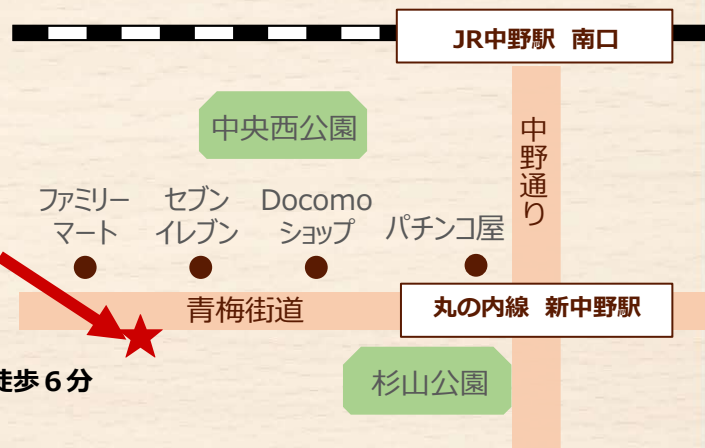 JR中野駅 南口
中央西公園
中野通り
ファミリー
マート
セブン
イレブン
Docomo
ショップ
パチンコ屋
青梅街道
丸の内線 新中野駅
徒歩６分
杉山公園